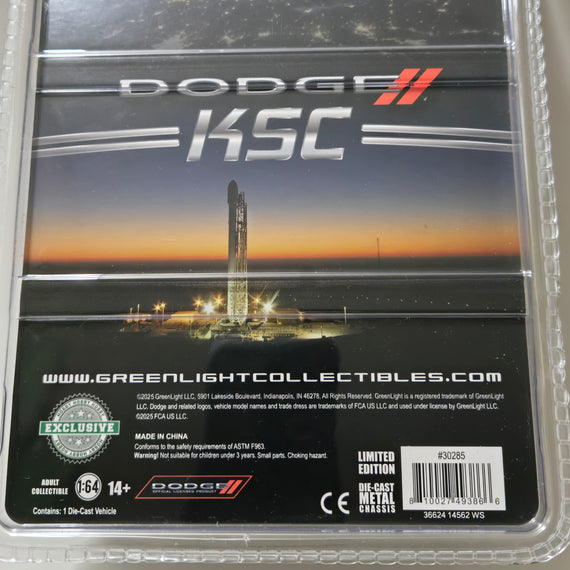 DODGE
KSC
www.GREENLIGHTCOLLECTIBLES.COM
©2025 GreenLight LLC, 5901 Lakeside Boulevard, Indianapolis, IN 46278, All Rights Reserved. GreenLight is a registered trademark of GreenLight
LLC. Dodge and related logos, vehicle model names and trade dress are trademarks of FCA US LLC and used under license by GreenLight LLC.
©2025 FCA US LLC.
EXCLUSIVE
MADE IN CHINA
Conforms to the safety requirements of ASTM F963.
Warning! Not suitable for children under 3 years. Small parts. Choking hazard.
LIMITED
EDITION
#30285
ADULT
COLLECTIBLE
1:64
14+
DODGE
OFFICIAL LICENSED PRODUCT
CE
DIE-CAST
METAL
CHASSIS
8 10027 49386 6
36624 14562 WS
Contains: 1 Die-Cast Vehicle